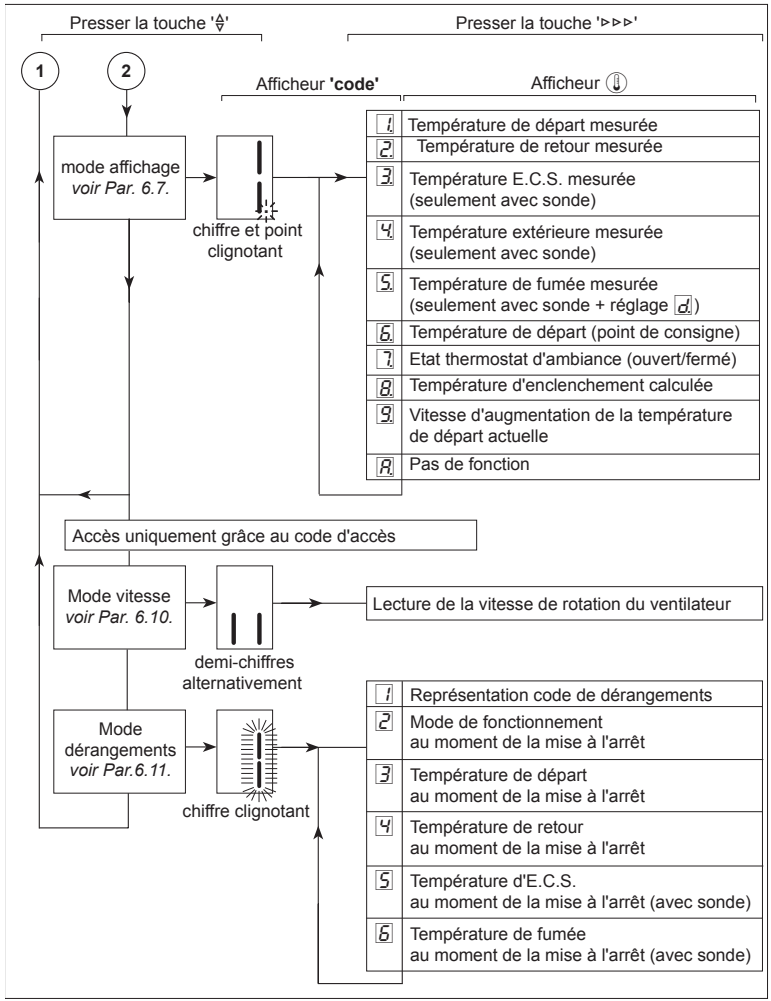 Presser la touche '⇳'
Presser la touche '▹▹▹'
1
2
Afficheur 'code'
Afficheur
mode affichage
voir Par. 6.7.
chiffre et point
clignotant
1. Température de départ mesurée
2. Température de retour mesurée
3. Température E.C.S. mesurée
(seulement avec sonde)
4. Température extérieure mesurée
(seulement avec sonde)
5. Température de fumée mesurée
(seulement avec sonde + réglage d.)
6. Température de départ (point de consigne)
7. Etat thermostat d'ambiance (ouvert/fermé)
8. Température d'enclenchement calculée
9. Vitesse d'augmentation de la température
de départ actuelle
A. Pas de fonction
Accès uniquement grâce au code d'accès
Mode vitesse
voir Par. 6.10.
demi-chiffres
alternativement
Lecture de la vitesse de rotation du ventilateur
Mode
dérangements
voir Par.6.11.
chiffre clignotant
1 Représentation code de dérangements
2 Mode de fonctionnement
au moment de la mise à l'arrêt
3 Température de départ
au moment de la mise à l'arrêt
4 Température de retour
au moment de la mise à l'arrêt
5 Température d'E.C.S.
au moment de la mise à l'arrêt (avec sonde)
6 Température de fumée
au moment de la mise à l'arrêt (avec sonde)